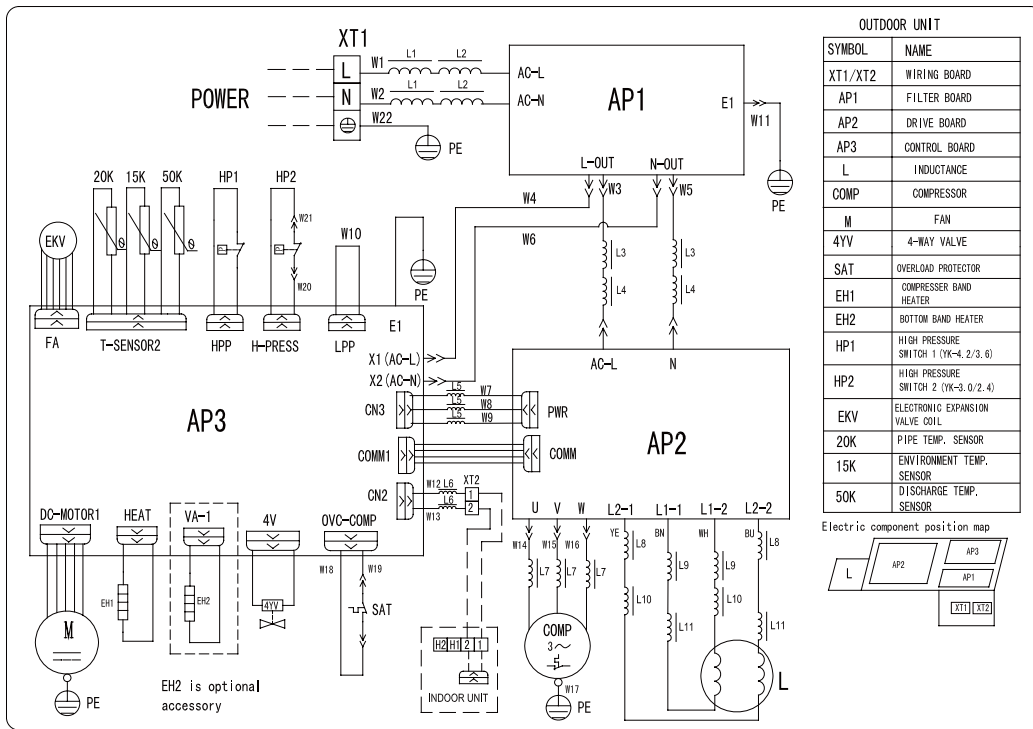 XT1
POWER
L
N
W1
W2
W22
L1
L2
L1
L2
PE
AC-L
AC-N
AP1
E1
W11
PE
L-OUT
N-OUT
W4
W3
W5
W6
L3
L4
L3
L4
20K
15K
50K
HP1
HP2
W21
W20
W10
EKV
PE
FA
T-SENSOR2
HPP
H-PRESS
LPP
E1
X1(AC-L)
X2(AC-N)
AP3
CN3
L5
W7
L5
W8
L5
W9
PWR
COMM1
COMM
CN2
W12
L6
L6
W13
XT2
1
2
AC-L
N
AP2
U
V
W
L2-1
L1-1
L1-2
L2-2
W14
W15
W16
YE
BN
WH
BU
L7
L7
L7
L8
L9
L9
L8
L10
L11
L10
L11
COMP
3~
W17
PE
L
DC-MOTOR1
HEAT
VA-1
4V
OVC-COMP
M
PE
EH1
EH2
4YV
W18
W19
SAT
EH2 is optional
accessory
H2 H1 2 1
INDOOR UNIT
OUTDOOR UNIT
SYMBOL NAME
XT1/XT2 WIRING BOARD
AP1 FILTER BOARD
AP2 DRIVE BOARD
AP3 CONTROL BOARD
L INDUCTANCE
COMP COMPRESSOR
M FAN
4YV 4-WAY VALVE
SAT OVERLOAD PROTECTOR
EH1 COMPRESSER BAND
HEATER
EH2 BOTTOM BAND HEATER
HP1 HIGH PRESSURE
SWITCH 1 (YK-4.2/3.6)
HP2 HIGH PRESSURE
SWITCH 2 (YK-3.0/2.4)
EKV ELECTRONIC EXPANSION
VALVE COIL
20K PIPE TEMP. SENSOR
15K ENVIRONMENT TEMP.
SENSOR
50K DISCHARGE TEMP.
SENSOR
Electric component position map
L
AP2
AP3
AP1
XT1 XT2